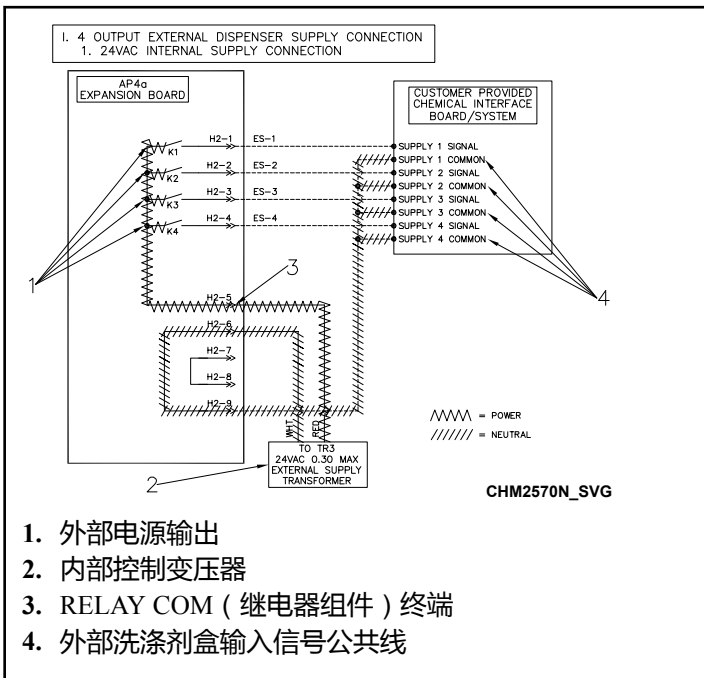 I. 4 OUTPUT EXTERNAL DISPENSER SUPPLY CONNECTION
1. 24VAC INTERNAL SUPPLY CONNECTION
AP4a
EXPANSION BOARD
CUSTOMER PROVIDED
CHEMICAL INTERFACE
BOARD/SYSTEM
K1
H2-1
ES-1
SUPPLY 1 SIGNAL
SUPPLY 1 COMMON
K2
H2-2
ES-2
SUPPLY 2 SIGNAL
SUPPLY 2 COMMON
K3
H2-3
ES-3
SUPPLY 3 SIGNAL
SUPPLY 3 COMMON
K4
H2-4
ES-4
SUPPLY 4 SIGNAL
SUPPLY 4 COMMON
1
3
4
H2-5
H2-6
H2-7
H2-8
H2-9
WHT
RED
= POWER
= NEUTRAL
TO TR3
24VAC 0.30 MAX
EXTERNAL SUPPLY
TRANSFORMER
2
CHM2570N_SVG
1. 外部电源输出
2. 内部控制变压器
3. RELAY COM（继电器组件）终端
4. 外部洗涤剂盒输入信号公共线